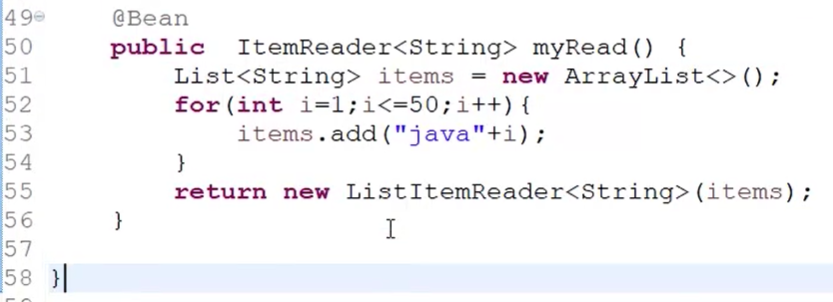 49 @Bean
50 public ItemReader<String> myRead() {
51 List<String> items = new ArrayList<>();
52 for(int i=1;i<=50;i++){
53 items.add("java"+i);
54 }
55 return new ListItemReader<String>(items);
56 }
57
58 }